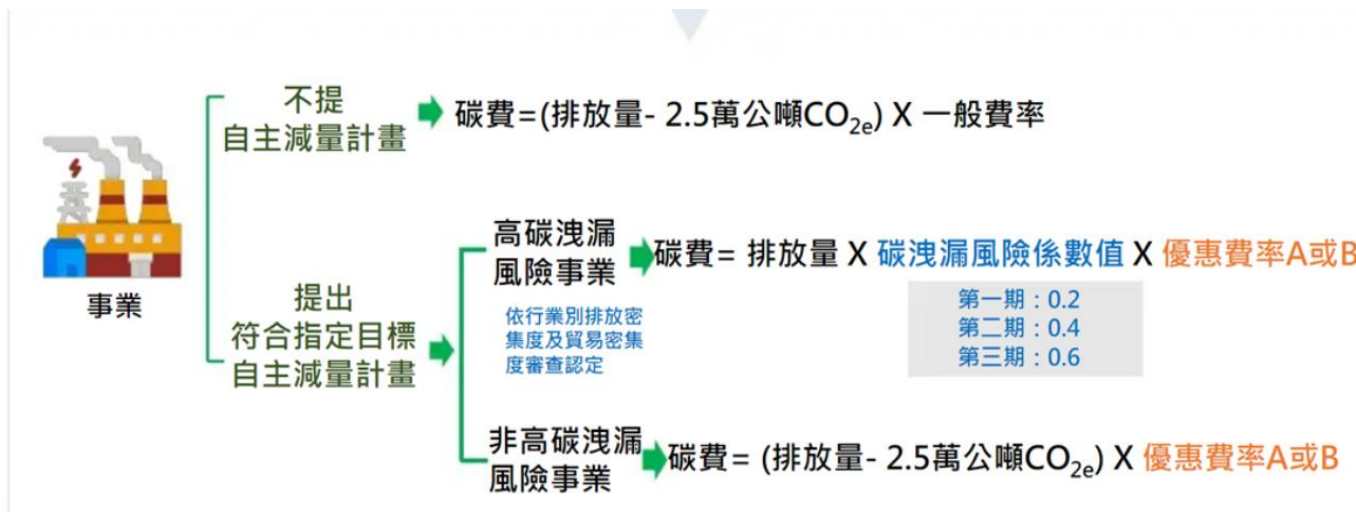 不提
自主減量計畫
碳費=(排放量- 2.5萬公噸CO₂e) X 一般費率
事業
提出
符合指定目標
自主減量計畫
高碳洩漏
風險事業
依行業別排放密
集度及貿易密集
度審查認定
碳費= 排放量 X 碳洩漏風險係數值 X 優惠費率A或B
第一期：0.2
第二期：0.4
第三期：0.6
非高碳洩漏
風險事業
碳費= (排放量- 2.5萬公噸CO₂e) X 優惠費率A或B